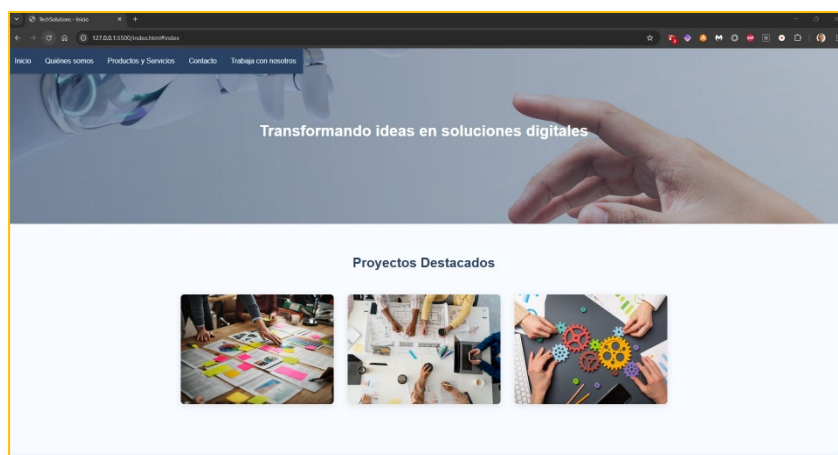 TechSolutions - Inicio
127.0.0.1:5500/index.html#index
Inicio Quiénes somos Productos y Servicios Contacto Trabaja con nosotros
Transformando ideas en soluciones digitales
Proyectos Destacados